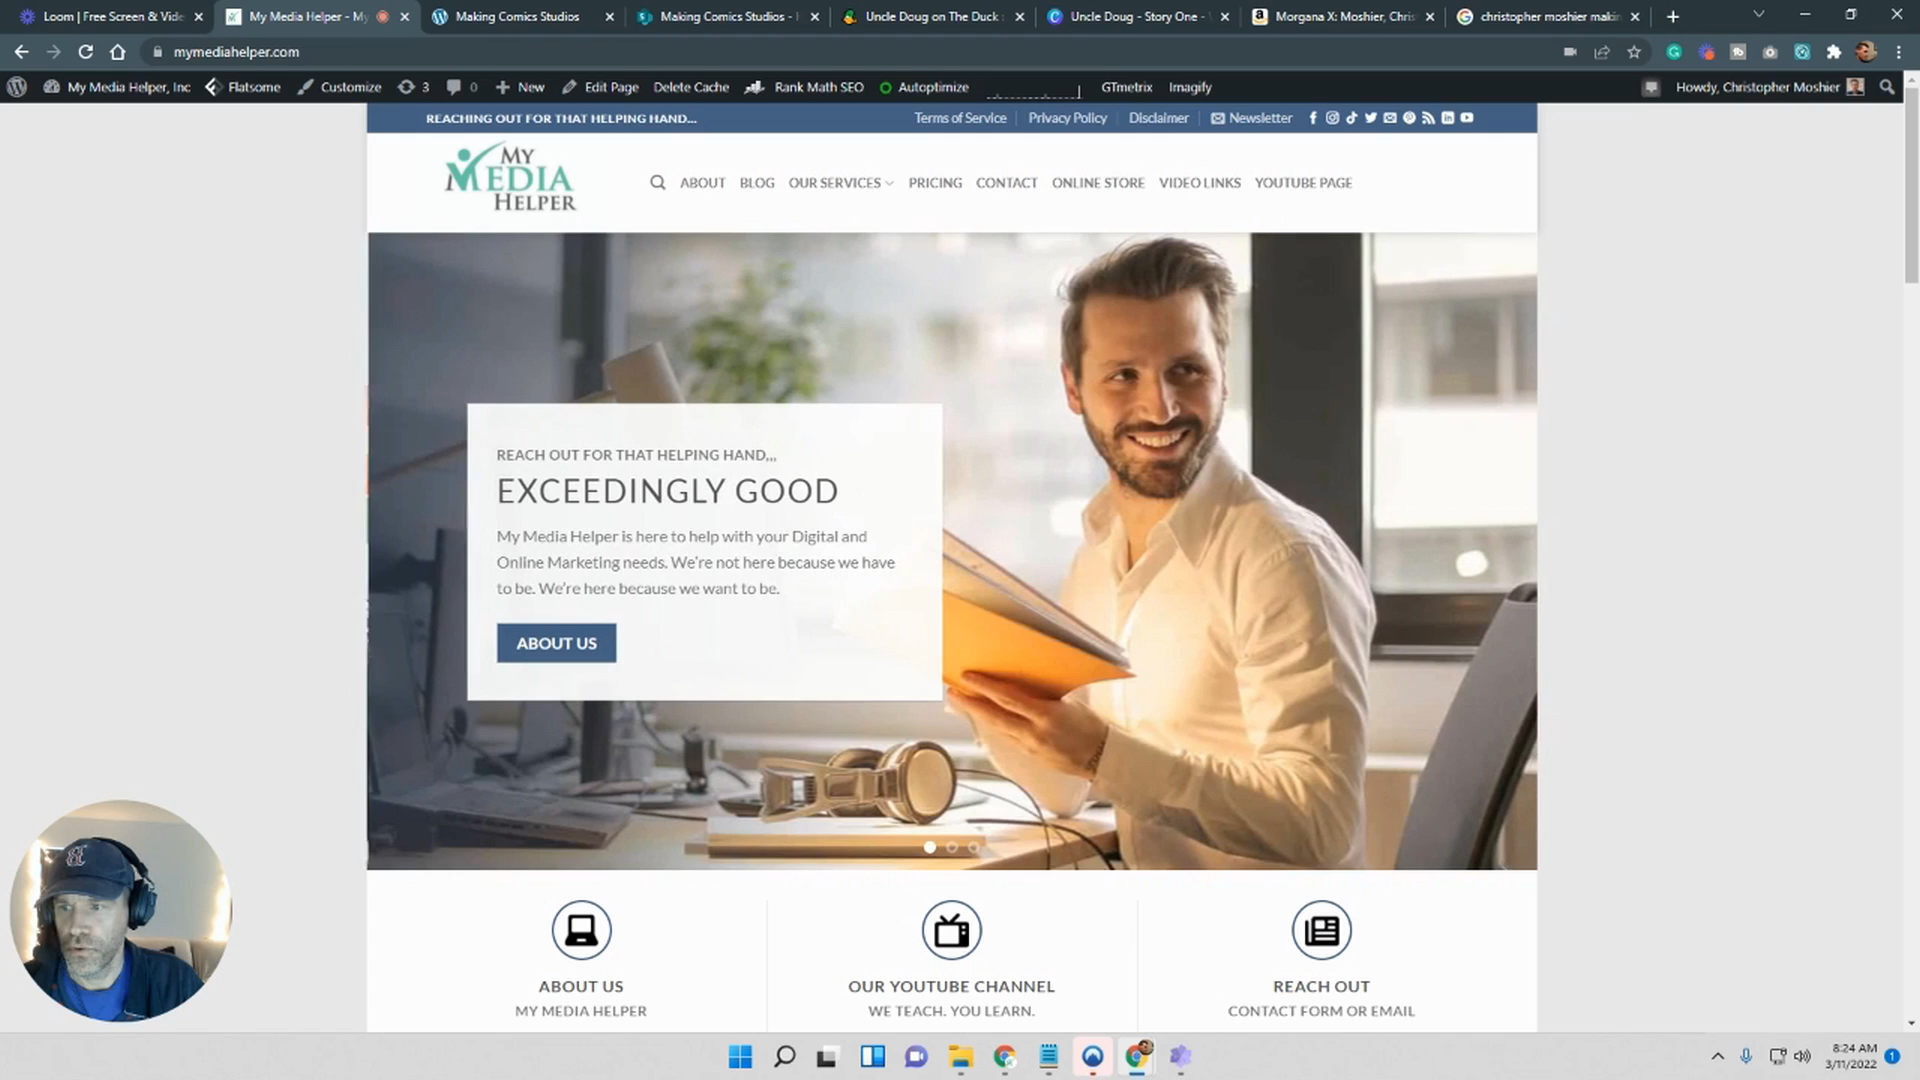 Loom | Free Screen & Vide
My Media Helper - My
Making Comics Studios
Making Comics Studios -
Uncle Doug on The Duck
Uncle Doug - Story One -
Morgana X: Moshier, Chris
christopher moshier makin
mymediahelper.com
My Media Helper, Inc
Flatsome
Customize
3
0
New
Edit Page
Delete Cache
Rank Math SEO
Autoptimize
GTmetrix
Imagify
Howdy, Christopher Moshier
REACHING OUT FOR THAT HELPING HAND...
Terms of Service
Privacy Policy
Disclaimer
Newsletter
MY
MEDIA
HELPER
ABOUT
BLOG
OUR SERVICES
PRICING
CONTACT
ONLINE STORE
VIDEO LINKS
YOUTUBE PAGE
REACH OUT FOR THAT HELPING HAND,,,
EXCEEDINGLY GOOD
My Media Helper is here to help with your Digital and
Online Marketing needs. We're not here because we have
to be. We're here because we want to be.
ABOUT US
B
ABOUT US
MY MEDIA HELPER
OUR YOUTUBE CHANNEL
WE TEACH. YOU LEARN.
REACH OUT
CONTACT FORM OR EMAIL
8:24 AM
3/11/2022
1